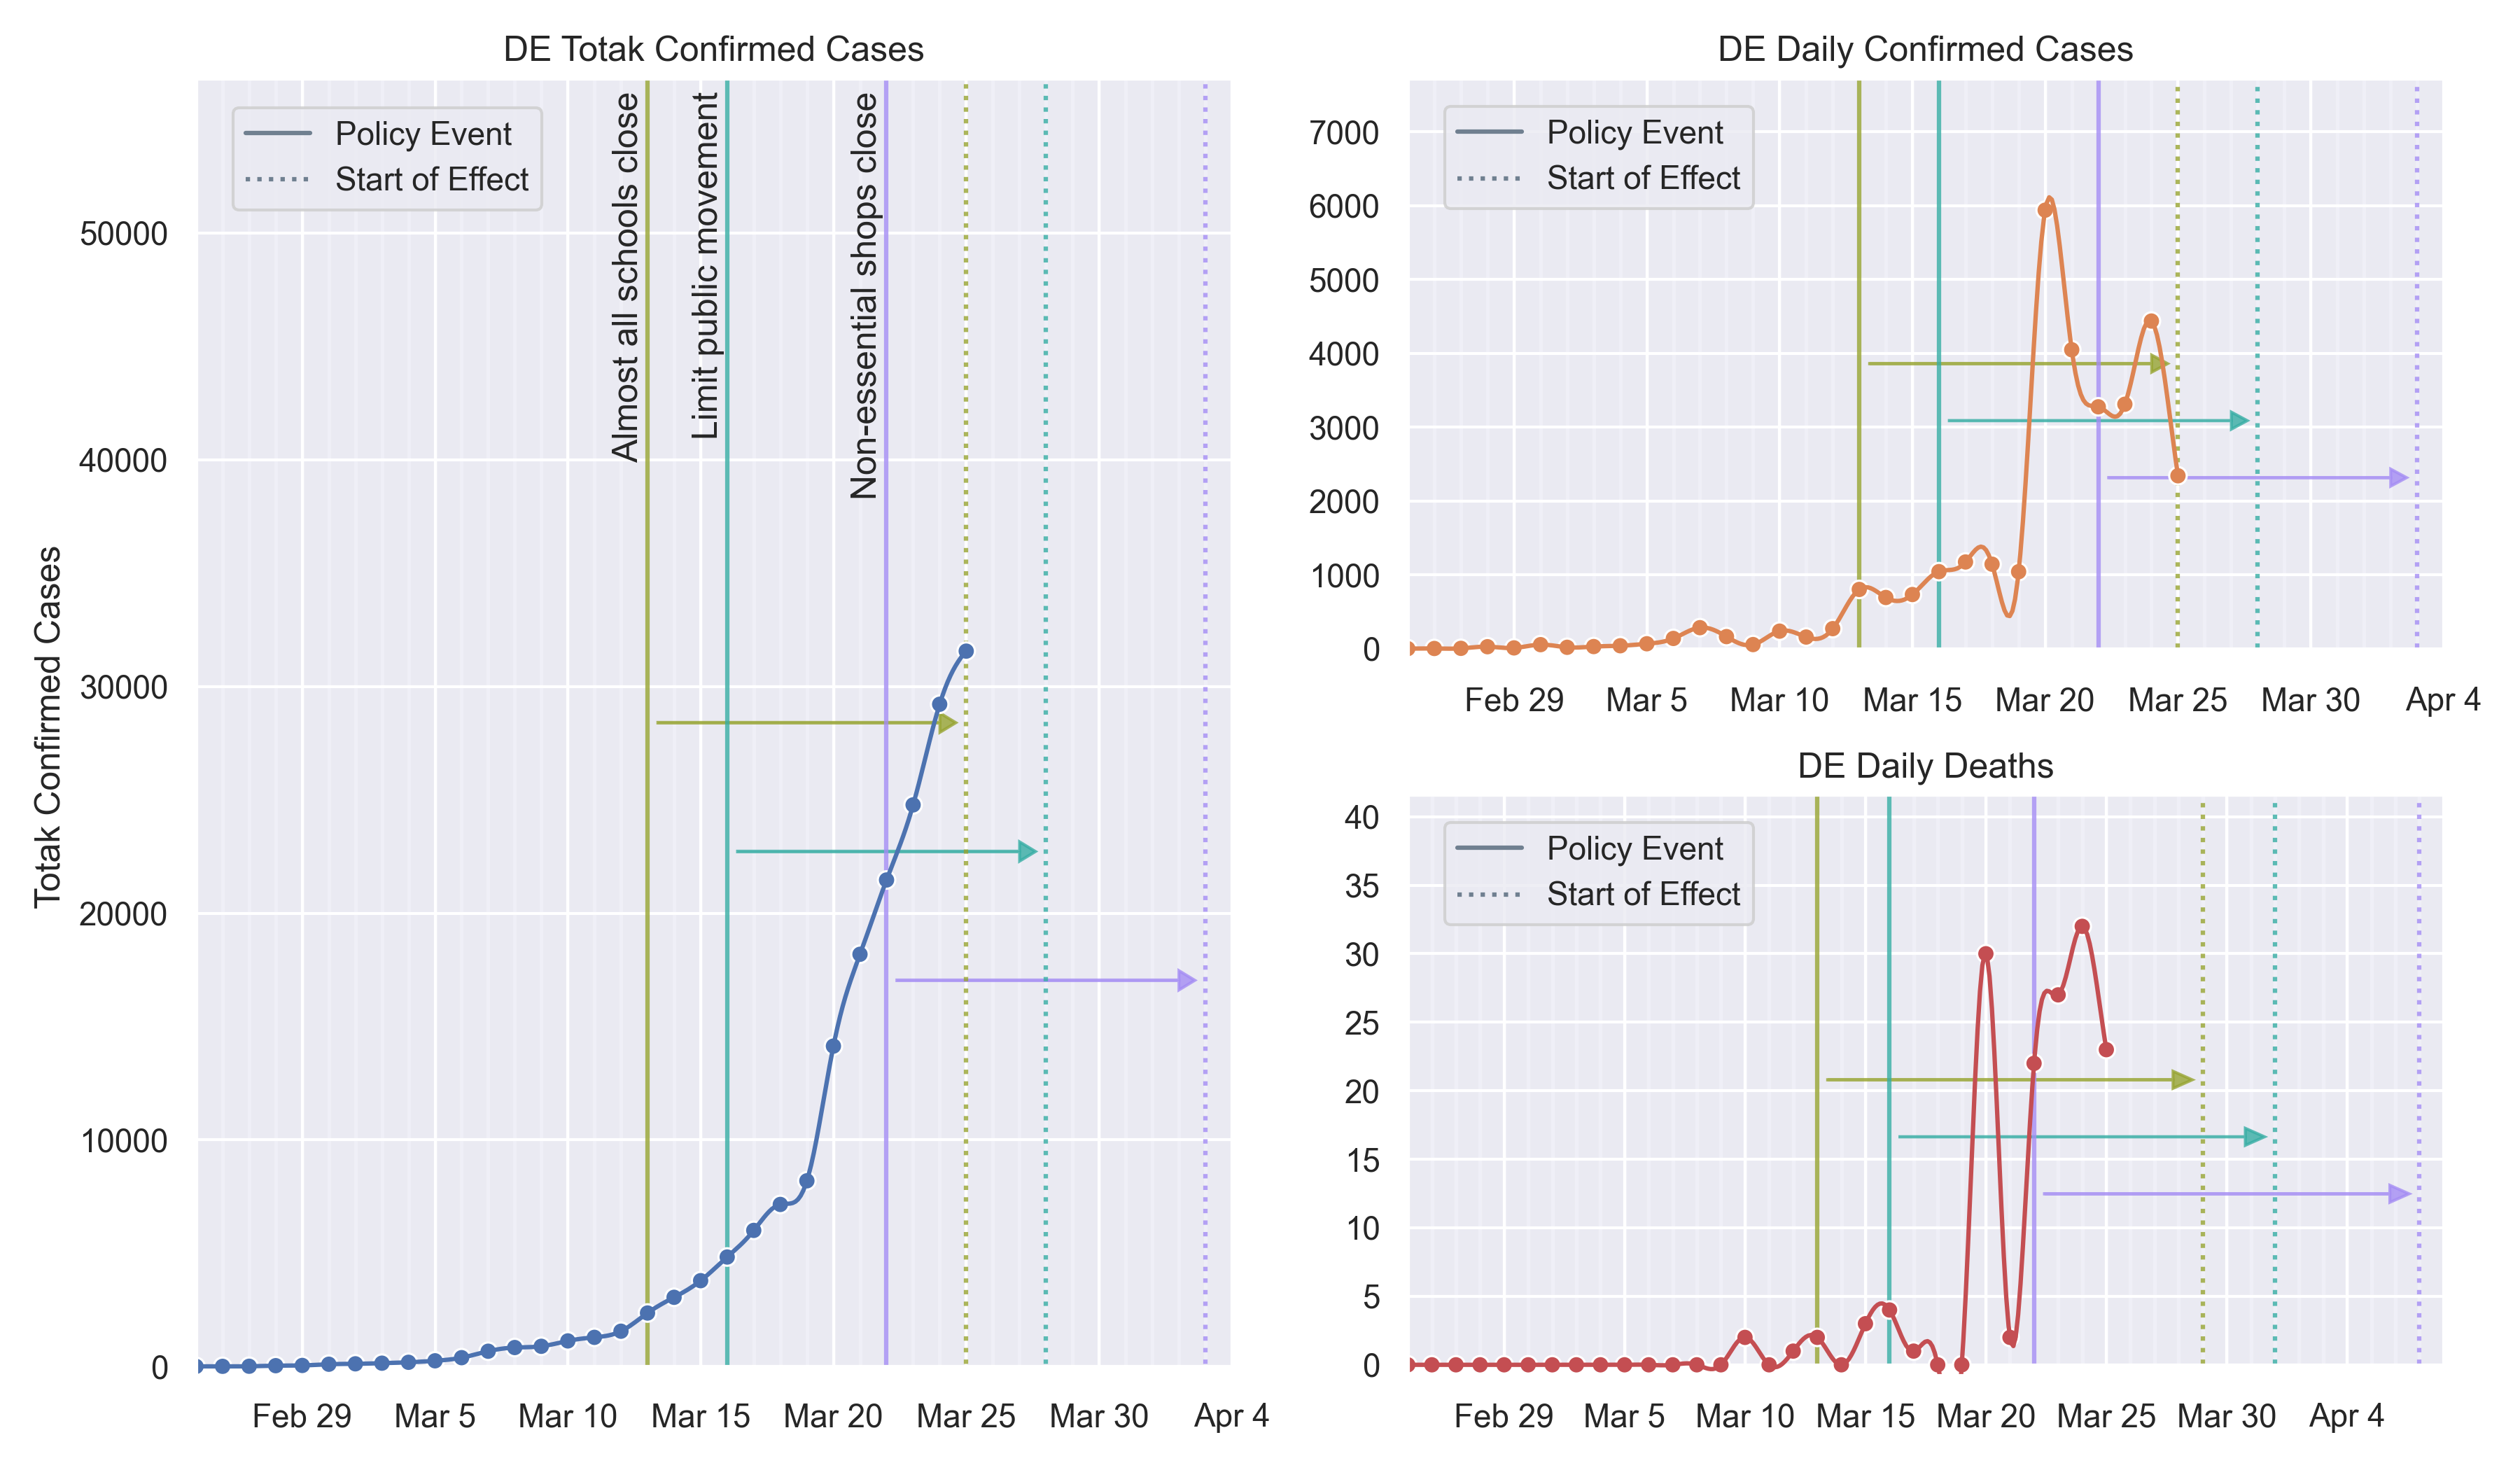 DE Totak Confirmed Cases
Policy Event
Start of Effect
Almost all schools close
Limit public movement
Non-essential shops close
Totak Confirmed Cases
50000
40000
30000
20000
10000
0
Feb 29 Mar 5 Mar 10 Mar 15 Mar 20 Mar 25 Mar 30 Apr 4
DE Daily Confirmed Cases
Policy Event
Start of Effect
7000
6000
5000
4000
3000
2000
1000
0
Feb 29 Mar 5 Mar 10 Mar 15 Mar 20 Mar 25 Mar 30 Apr 4
DE Daily Deaths
Policy Event
Start of Effect
40
35
30
25
20
15
10
5
0
Feb 29 Mar 5 Mar 10 Mar 15 Mar 20 Mar 25 Mar 30 Apr 4